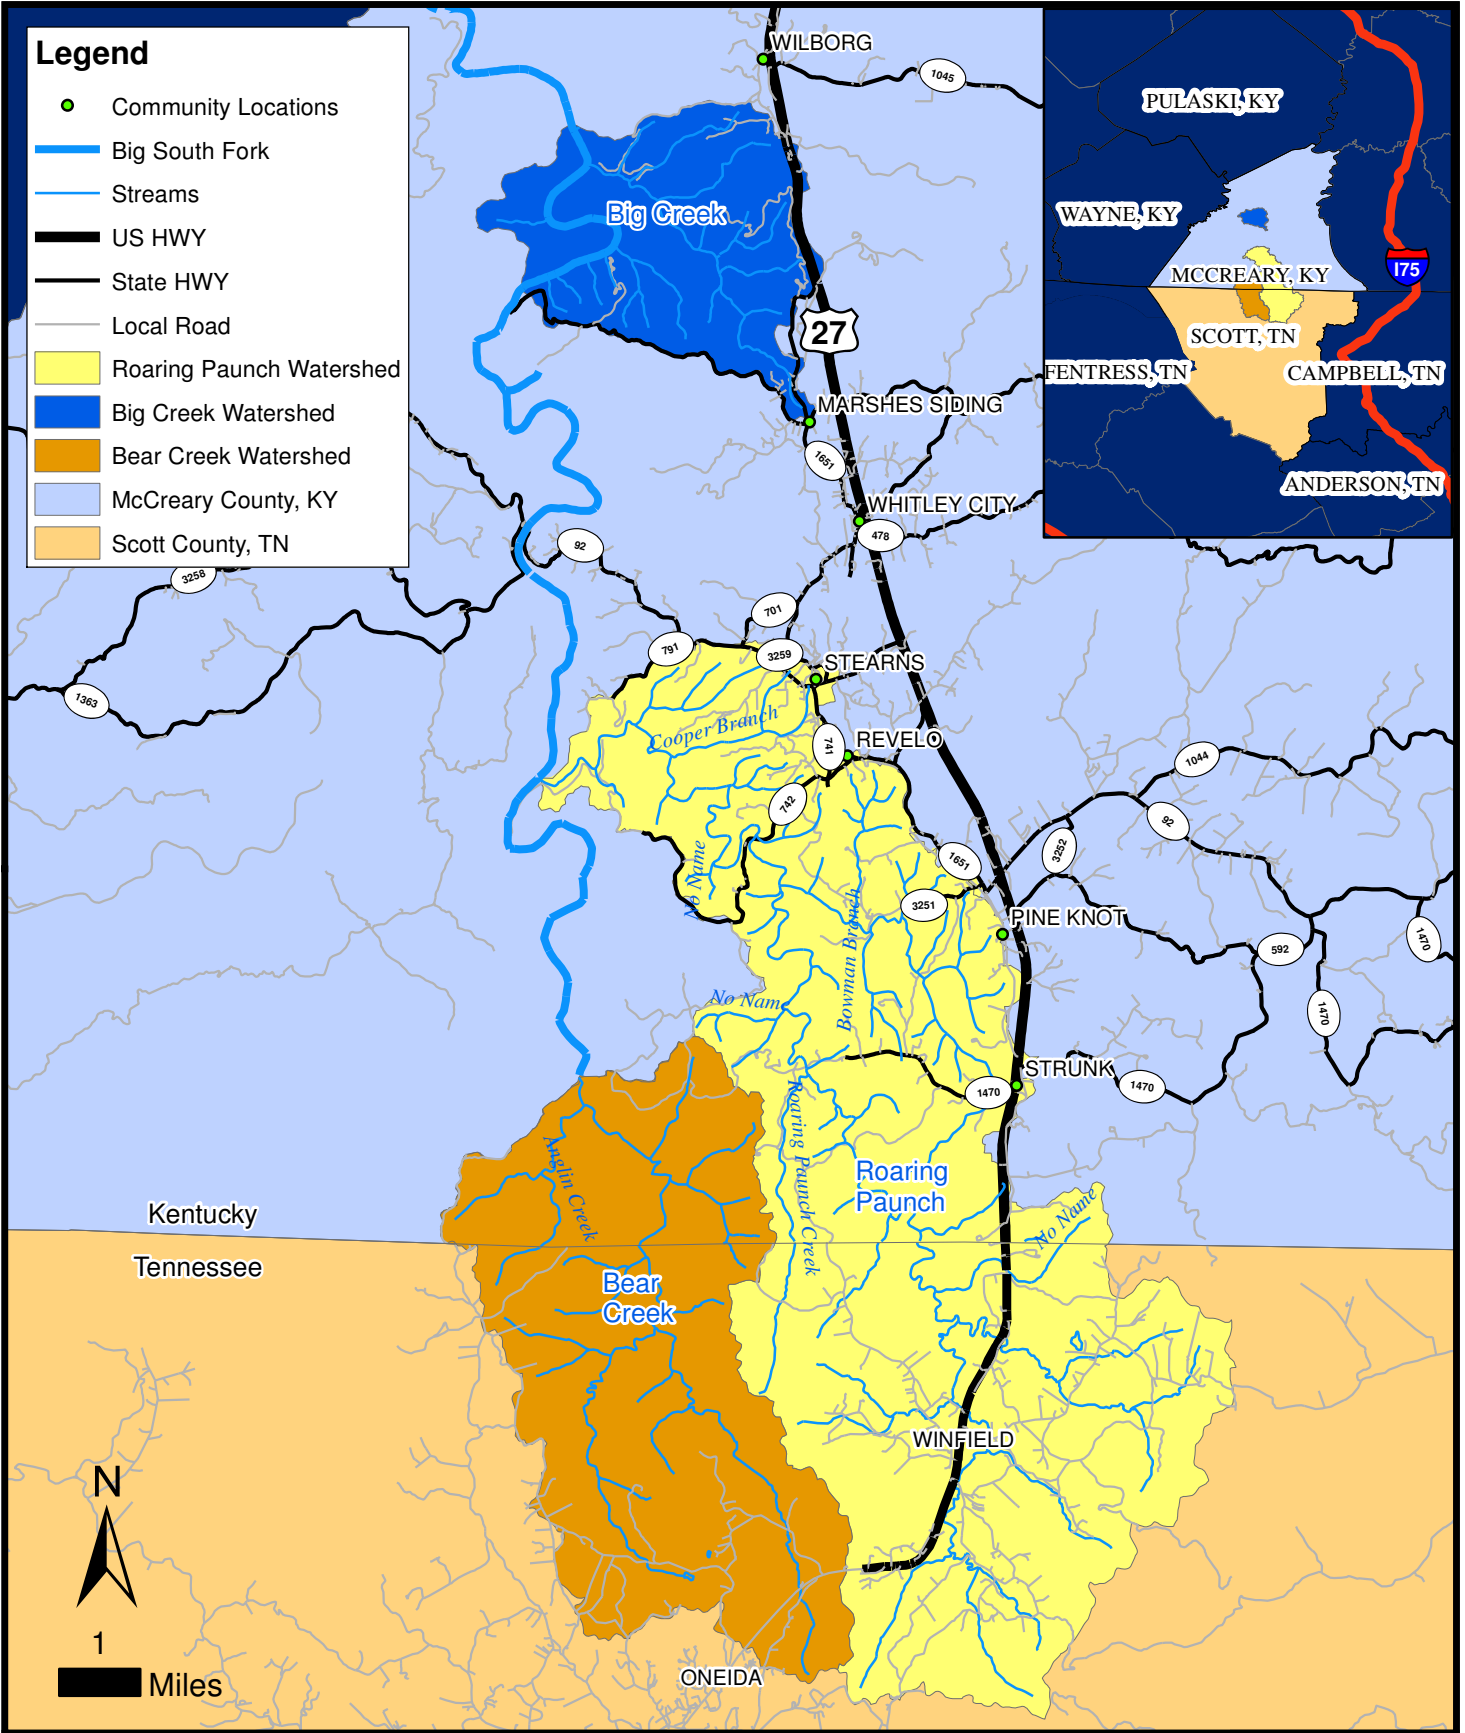 Legend
Community Locations
Big South Fork
Streams
US HWY
State HWY
Local Road
Roaring Paunch Watershed
Big Creek Watershed
Bear Creek Watershed
McCreary County, KY
Scott County, TN
WILBORG
1045
Big Creek
27
MARSHES SIDING
1651
WHITLEY CITY
478
92
3258
701
791
3259
STEARNS
1363
Cooper Branch
741
REVELO
742
1044
92
3252
1651
No Name
3251
Bowman Branch
PINE KNOT
592
1470
1470
No Name
STRUNK
1470
1470
Roaring Paunch Creek
Anglin Creek
Roaring
Paunch
No Name
Kentucky
Tennessee
Bear
Creek
WINFIELD
ONEIDA
N
1
Miles
PULASKI, KY
WAYNE, KY
I75
MCCREARY, KY
SCOTT, TN
FENTRESS, TN
CAMPBELL, TN
ANDERSON, TN